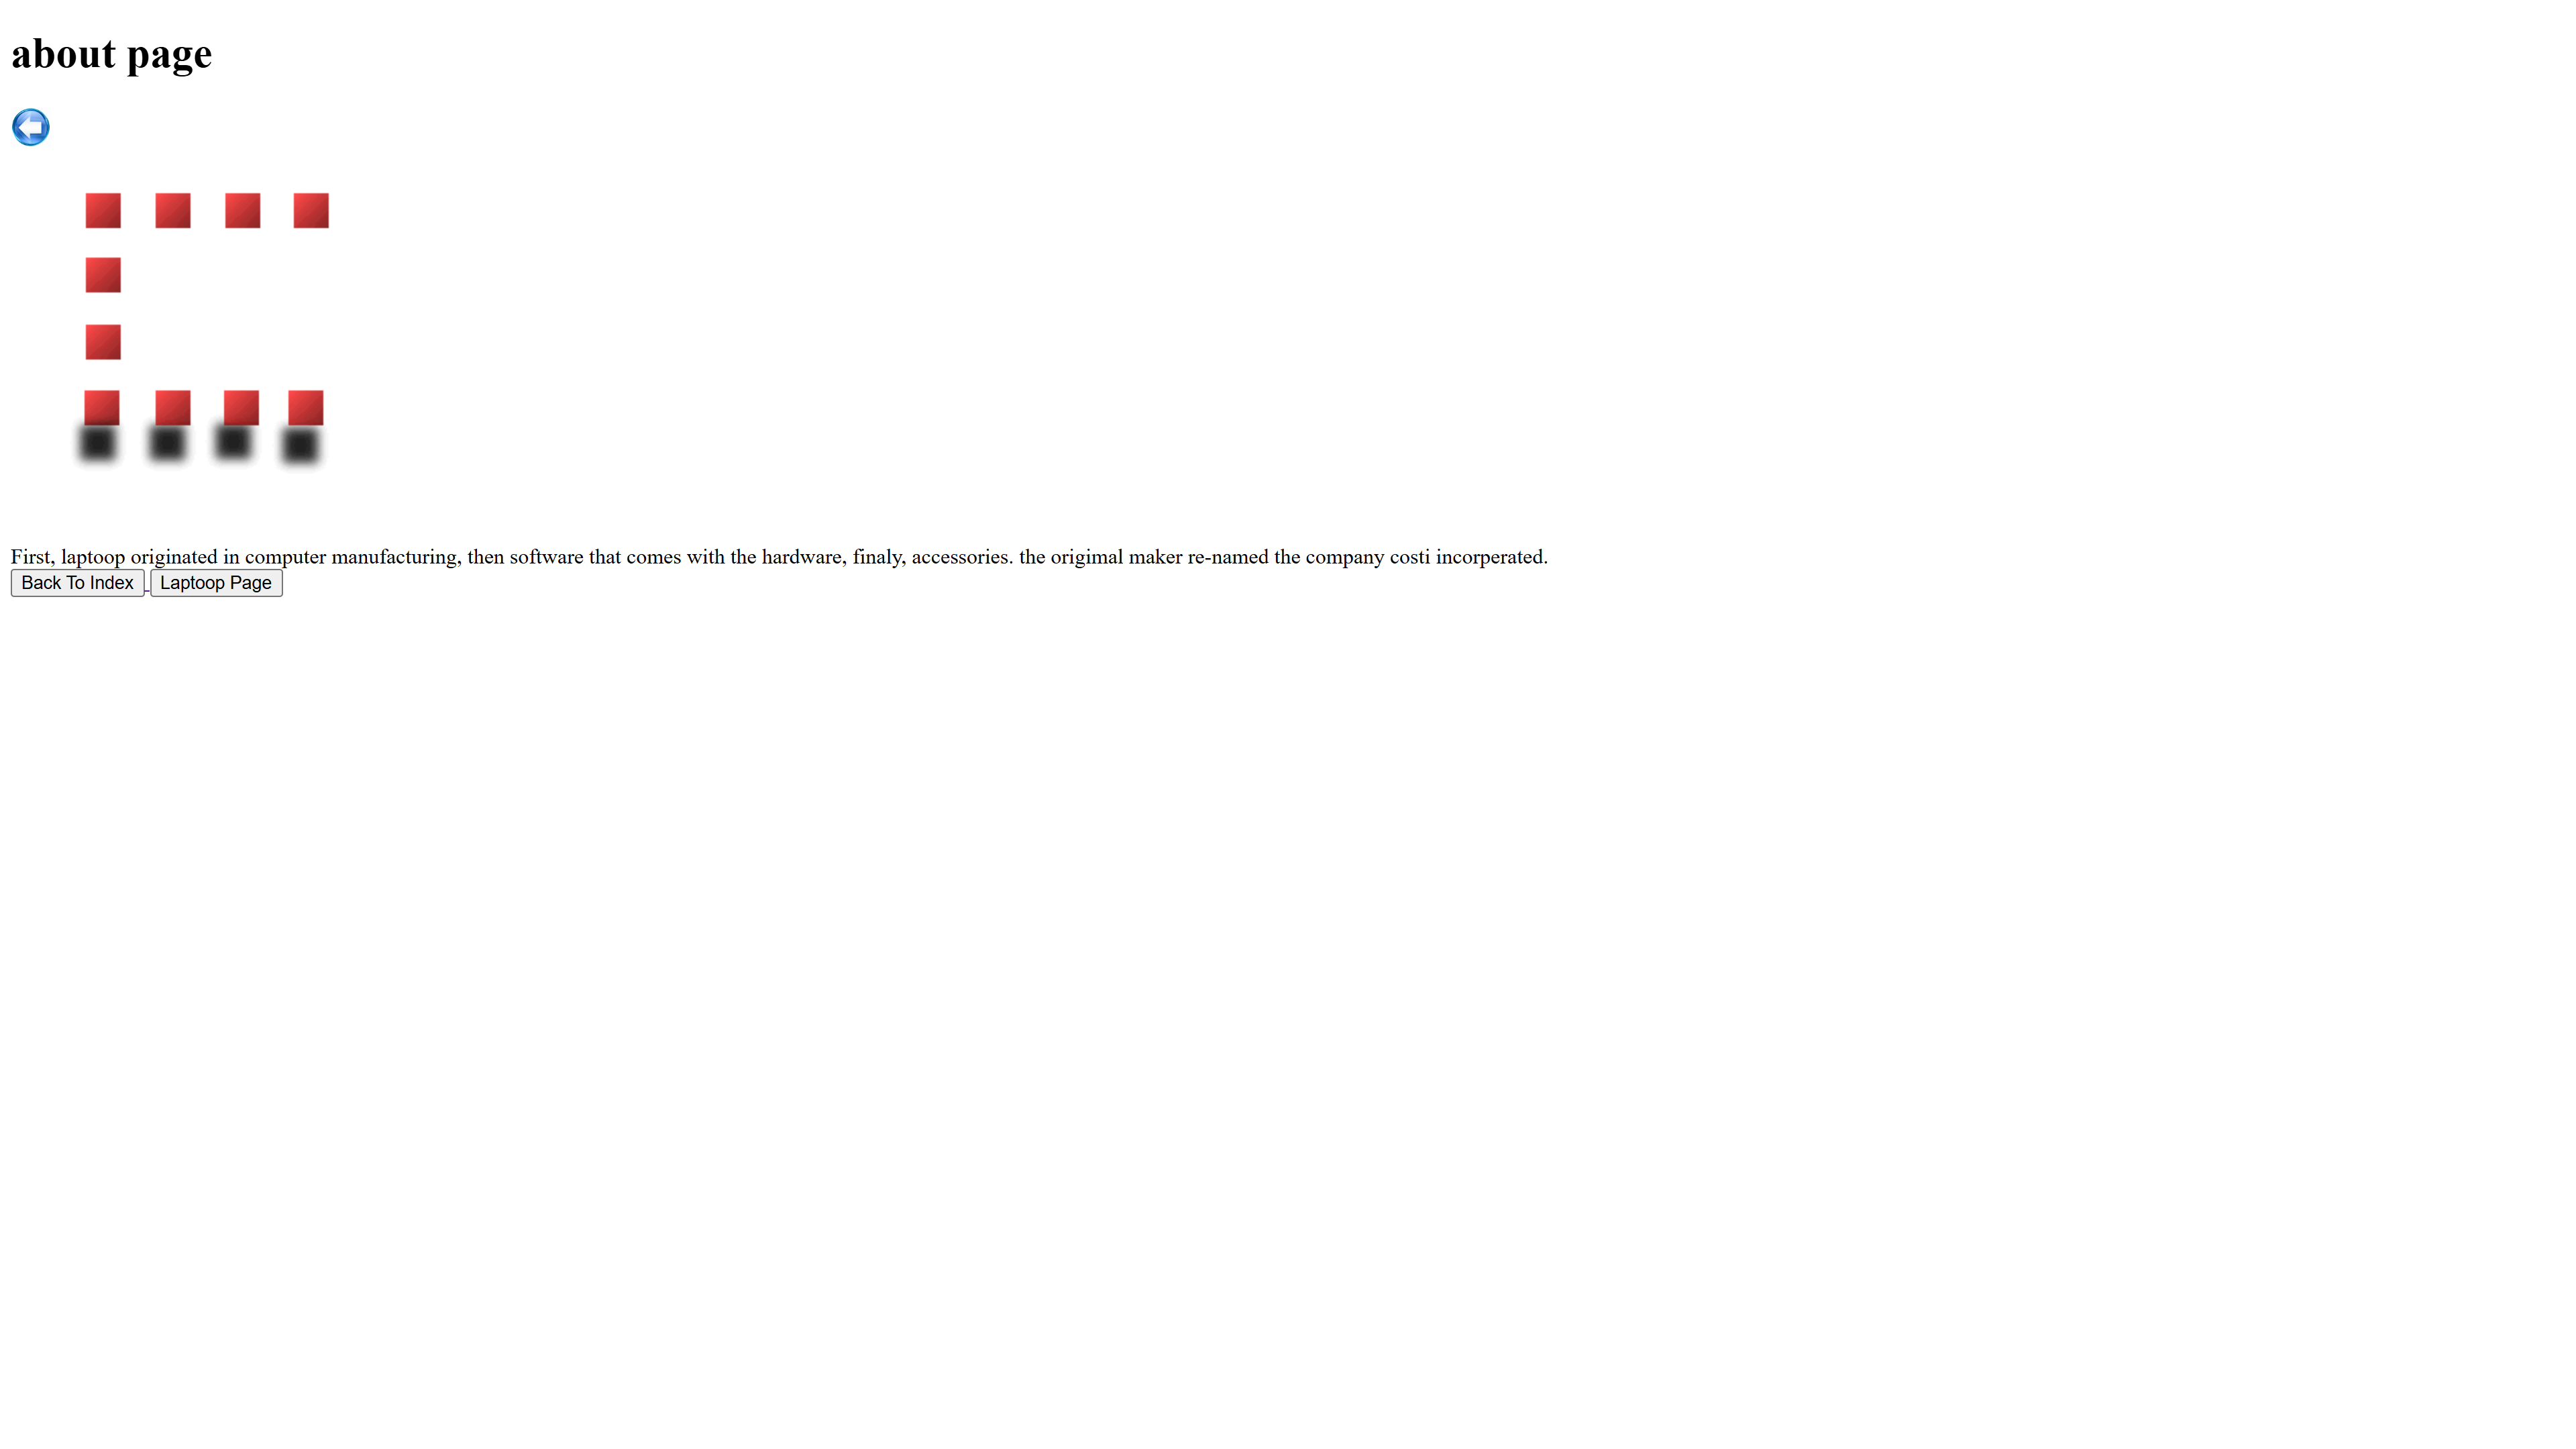 about page
First, laptoop originated in computer manufacturing, then software that comes with the hardware, finaly, accessories. the origimal maker re-named the company costi incorperated.
Back To Index Laptoop Page